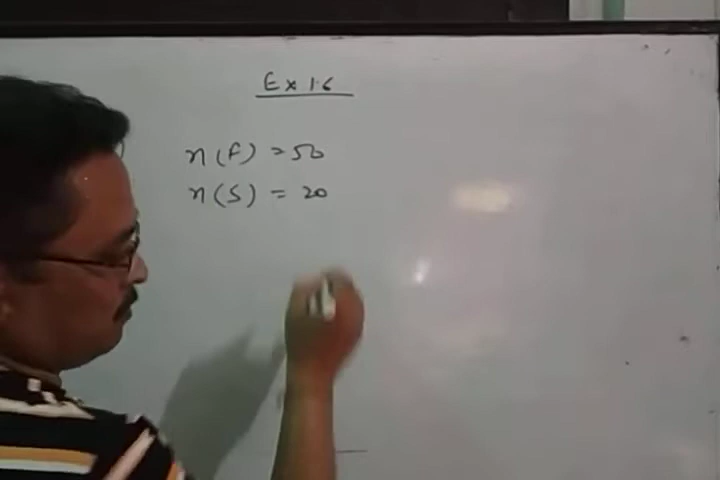 Ex 1.6
n(F) = 50
n(S) = 20